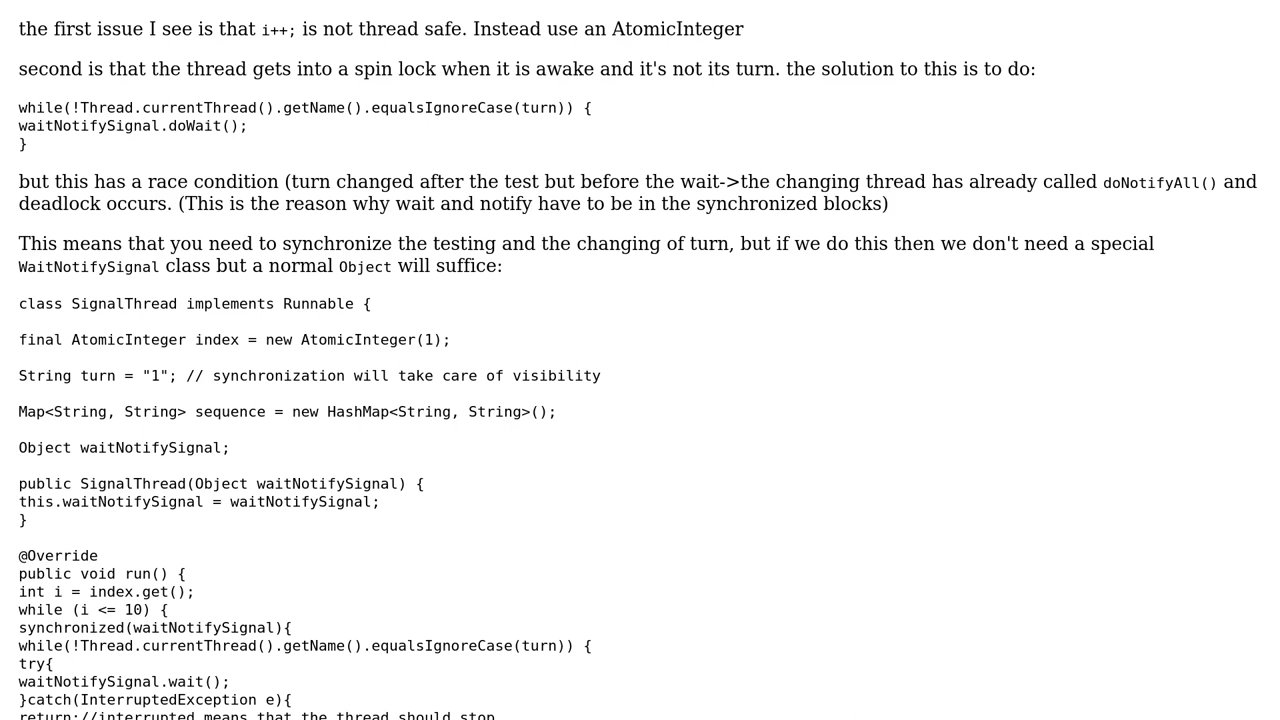 the first issue I see is that i++; is not thread safe. Instead use an AtomicInteger
second is that the thread gets into a spin lock when it is awake and it's not its turn. the solution to this is to do:
while(!Thread.currentThread().getName().equalsIgnoreCase(turn)) {
waitNotifySignal.doWait();
}
but this has a race condition (turn changed after the test but before the wait->the changing thread has already called doNotifyAll() and
deadlock occurs. (This is the reason why wait and notify have to be in the synchronized blocks)
This means that you need to synchronize the testing and the changing of turn, but if we do this then we don't need a special
WaitNotifySignal class but a normal Object will suffice:
class SignalThread implements Runnable {
final AtomicInteger index = new AtomicInteger(1);
String turn = "1"; // synchronization will take care of visibility
Map<String, String> sequence = new HashMap<String, String>();
Object waitNotifySignal;
public SignalThread(Object waitNotifySignal) {
this.waitNotifySignal = waitNotifySignal;
}
@Override
public void run() {
int i = index.get();
while (i <= 10) {
synchronized(waitNotifySignal){
while(!Thread.currentThread().getName().equalsIgnoreCase(turn)) {
try{
waitNotifySignal.wait();
}catch(InterruptedException e){
return;//interrupted means that the thread should stop